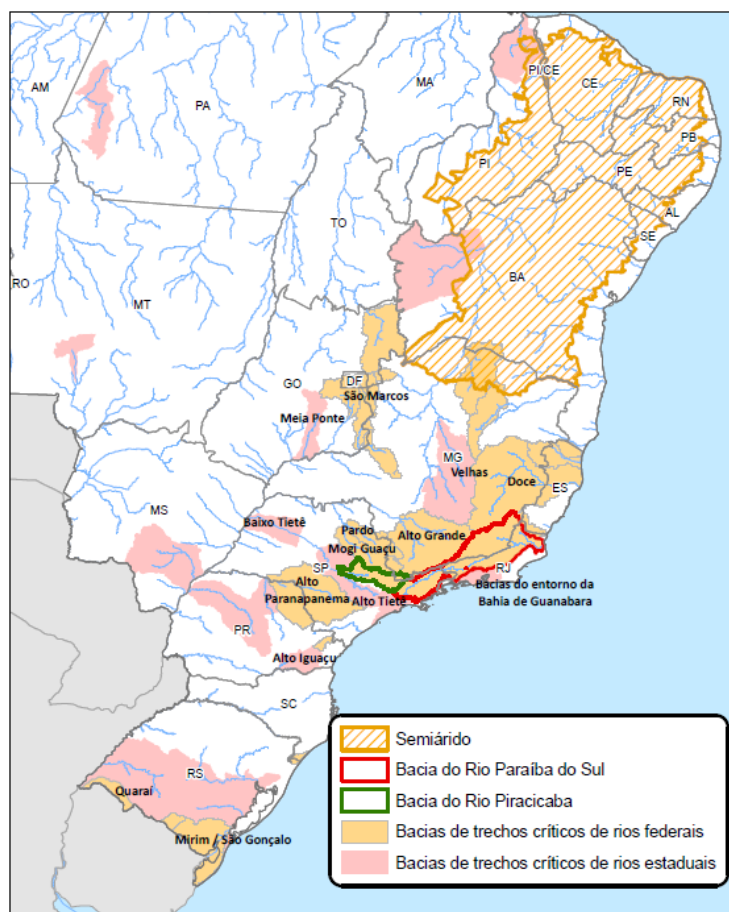 AM
PA
MA
PI/CE
CE
RN
PB
PI
PE
AL
SE
TO
BA
RO
MT
GO
DF
São Marcos
Meia Ponte
MG
Velhas
Doce
ES
MS
Baixo Tietê
Pardo
Alto Grande
Mogi Guaçu
SP
RJ
Alto
Paranapanema
Alto Tietê
Bacias do entorno da
Bahia de Guanabara
PR
Alto Iguaçu
SC
RS
Quaraí
Mirim / São Gonçalo
Semiárido
Bacia do Rio Paraíba do Sul
Bacia do Rio Piracicaba
Bacias de trechos críticos de rios federais
Bacias de trechos críticos de rios estaduais